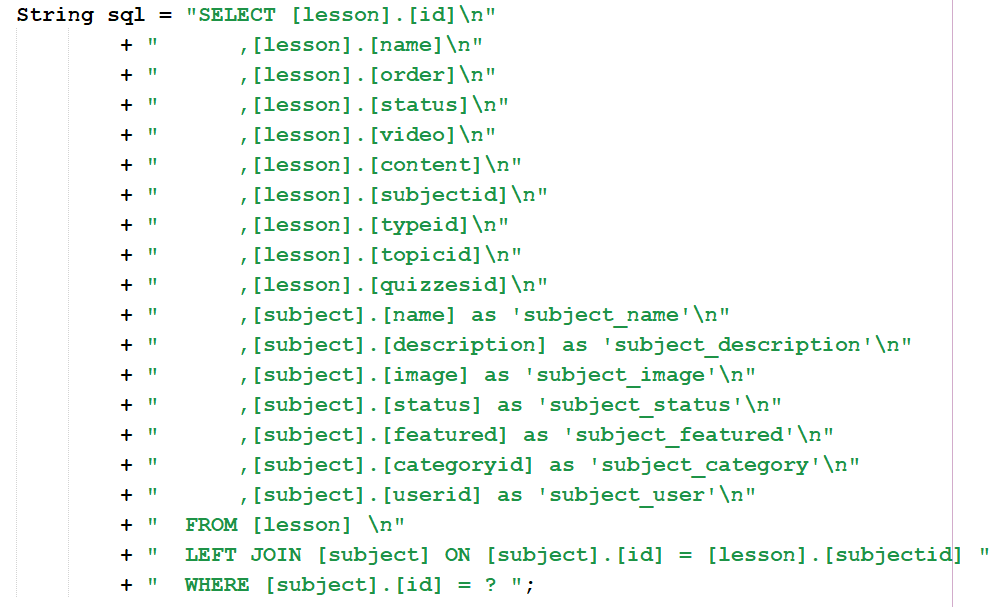 String sql = "SELECT [lesson].[id]\n"
+ "      ,[lesson].[name]\n"
+ "      ,[lesson].[order]\n"
+ "      ,[lesson].[status]\n"
+ "      ,[lesson].[video]\n"
+ "      ,[lesson].[content]\n"
+ "      ,[lesson].[subjectid]\n"
+ "      ,[lesson].[typeid]\n"
+ "      ,[lesson].[topicid]\n"
+ "      ,[lesson].[quizzesid]\n"
+ "      ,[subject].[name] as 'subject_name'\n"
+ "      ,[subject].[description] as 'subject_description'\n"
+ "      ,[subject].[image] as 'subject_image'\n"
+ "      ,[subject].[status] as 'subject_status'\n"
+ "      ,[subject].[featured] as 'subject_featured'\n"
+ "      ,[subject].[categoryid] as 'subject_category'\n"
+ "      ,[subject].[userid] as 'subject_user'\n"
+ "  FROM [lesson] \n"
+ "  LEFT JOIN [subject] ON [subject].[id] = [lesson].[subjectid] "
+ "  WHERE [subject].[id] = ? ";